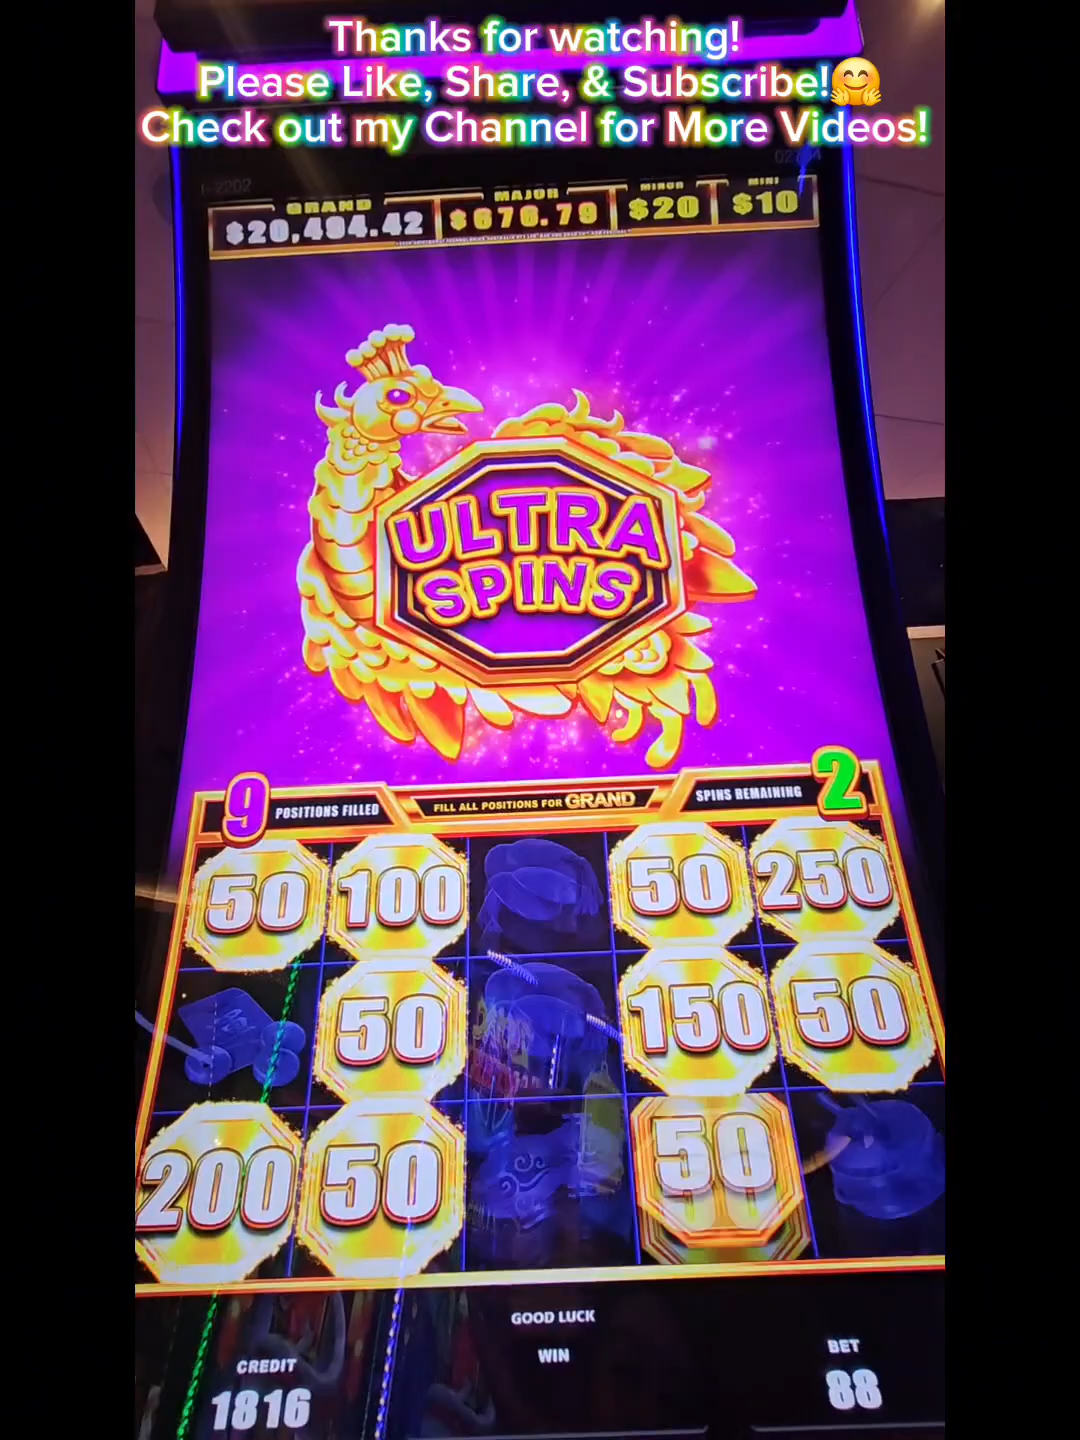 Thanks for watching!
Please Like, Share, & Subscribe!🤗
Check out my Channel for More Videos!
I-2202
GRAND MAJOR MINOR MINI
$20,494.42 $676.79 $20 $10
ULTRA
SPINS
9 POSITIONS FILLED FILL ALL POSITIONS FOR GRAND SPINS REMAINING 2
50 100 50 250
50 150 50
200 50 50
GOOD LUCK
WIN
CREDIT BET
1816 88